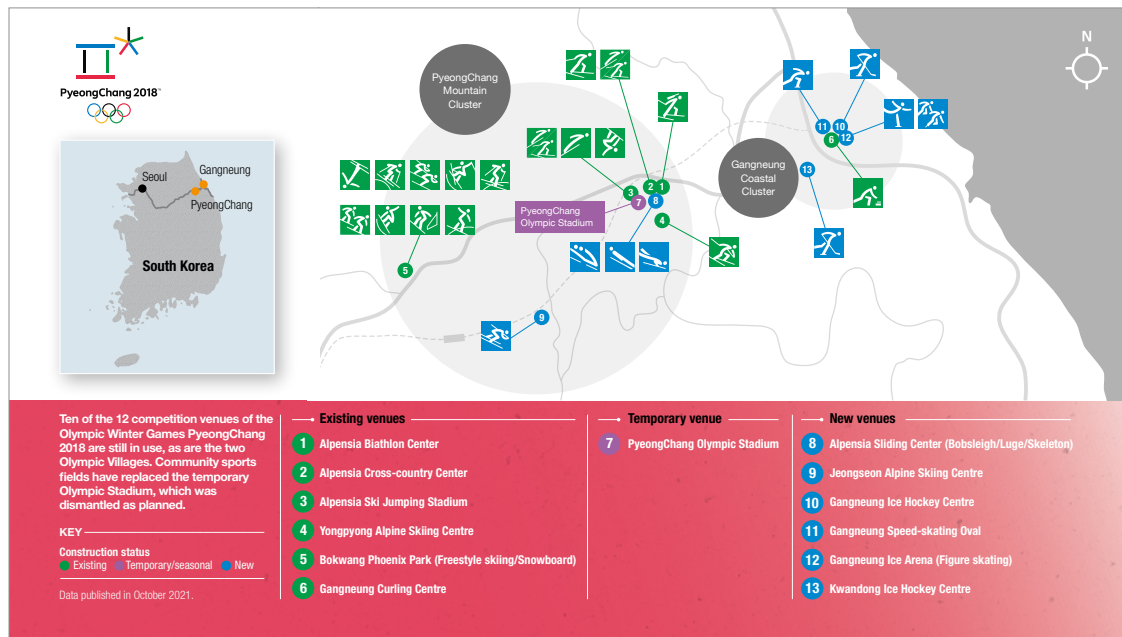 PyeongChang 2018™
Seoul
Gangneung
PyeongChang
South Korea
PyeongChang
Mountain
Cluster
Gangneung
Coastal
Cluster
PyeongChang
Olympic Stadium
N
1
2
3
4
5
6
7
8
9
10
11
12
13
Ten of the 12 competition venues of the
Olympic Winter Games PyeongChang
2018 are still in use, as are the two
Olympic Villages. Community sports
fields have replaced the temporary
Olympic Stadium, which was
dismantled as planned.
KEY
Construction status
Existing
Temporary/seasonal
New
Data published in October 2021.
Existing venues
1 Alpensia Biathlon Center
2 Alpensia Cross-country Center
3 Alpensia Ski Jumping Stadium
4 Yongpyong Alpine Skiing Centre
5 Bokwang Phoenix Park (Freestyle skiing/Snowboard)
6 Gangneung Curling Centre
Temporary venue
7 PyeongChang Olympic Stadium
New venues
8 Alpensia Sliding Center (Bobsleigh/Luge/Skeleton)
9 Jeongseon Alpine Skiing Centre
10 Gangneung Ice Hockey Centre
11 Gangneung Speed-skating Oval
12 Gangneung Ice Arena (Figure skating)
13 Kwandong Ice Hockey Centre